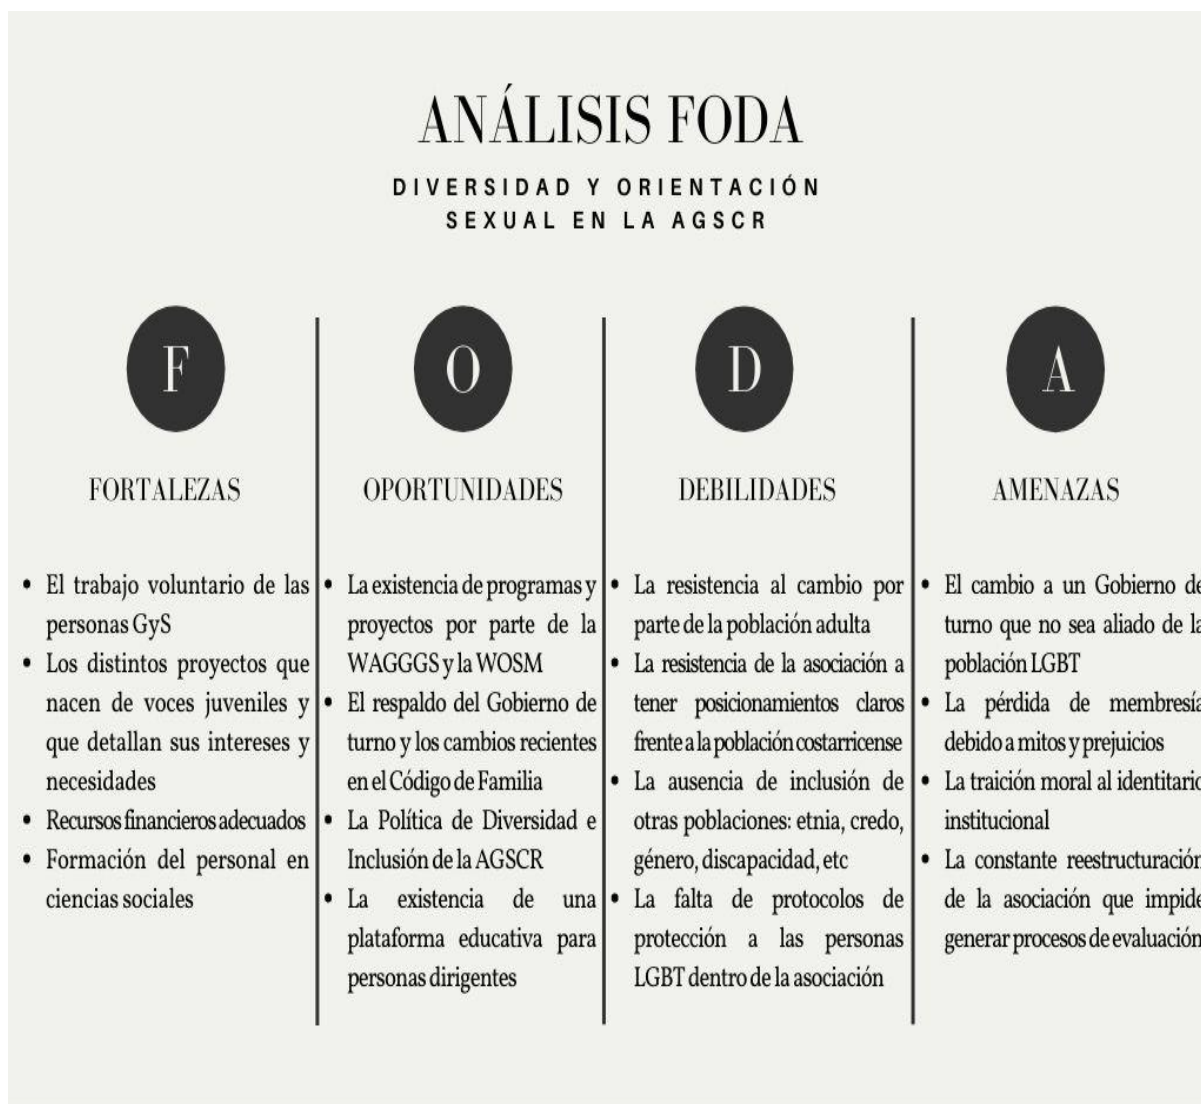 ANÁLISIS FODA
DIVERSIDAD Y ORIENTACIÓN
SEXUAL EN LA AGSCR
F
FORTALEZAS
• El trabajo voluntario de las
personas GyS
• Los distintos proyectos que
nacen de voces juveniles y
que detallan sus intereses y
necesidades
• Recursos financieros adecuados
• Formación del personal en
ciencias sociales
O
OPORTUNIDADES
• La existencia de programas y
proyectos por parte de la
WAGGGS y la WOSM
• El respaldo del Gobierno de
turno y los cambios recientes
en el Código de Familia
• La Política de Diversidad e
Inclusión de la AGSCR
• La existencia de una
plataforma educativa para
personas dirigentes
D
DEBILIDADES
• La resistencia al cambio por
parte de la población adulta
• La resistencia de la asociación a
tener posicionamientos claros
frente a la población costarricense
• La ausencia de inclusión de
otras poblaciones: etnia, credo,
género, discapacidad, etc
• La falta de protocolos de
protección a las personas
LGBT dentro de la asociación
A
AMENAZAS
• El cambio a un Gobierno de
turno que no sea aliado de la
población LGBT
• La pérdida de membresía
debido a mitos y prejuicios
• La traición moral al identitario
institucional
• La constante reestructuración
de la asociación que impide
generar procesos de evaluación